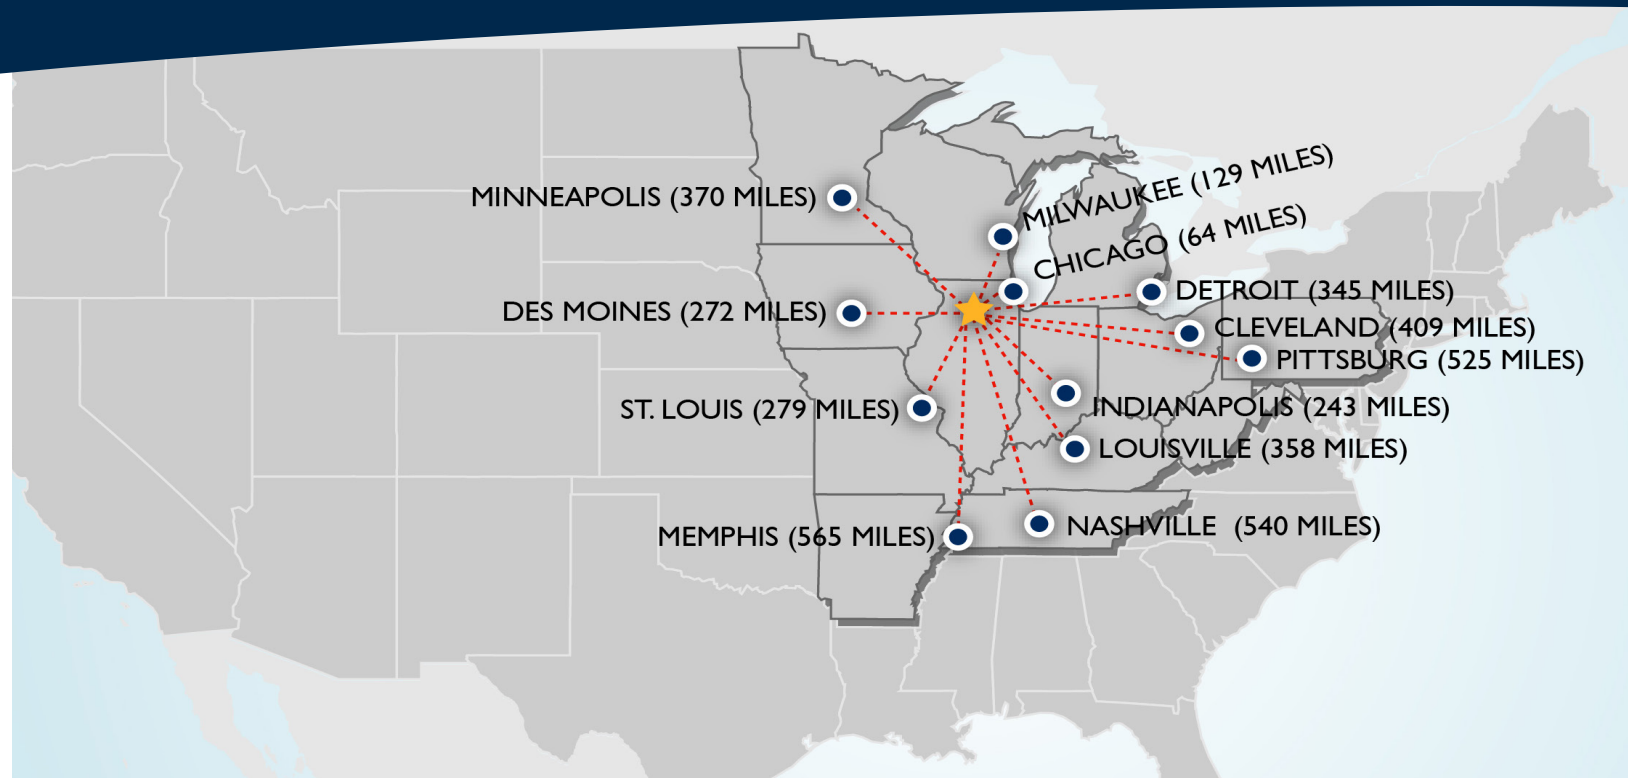 MILWAUKEE (129 MILES)
MINNEAPOLIS (370 MILES)
CHICAGO (64 MILES)
DETROIT (345 MILES)
DES MOINES (272 MILES)
CLEVELAND (409 MILES)
PITTSBURG (525 MILES)
ST. LOUIS (279 MILES)
INDIANAPOLIS (243 MILES)
LOUISVILLE (358 MILES)
NASHVILLE  (540 MILES)
MEMPHIS (565 MILES)